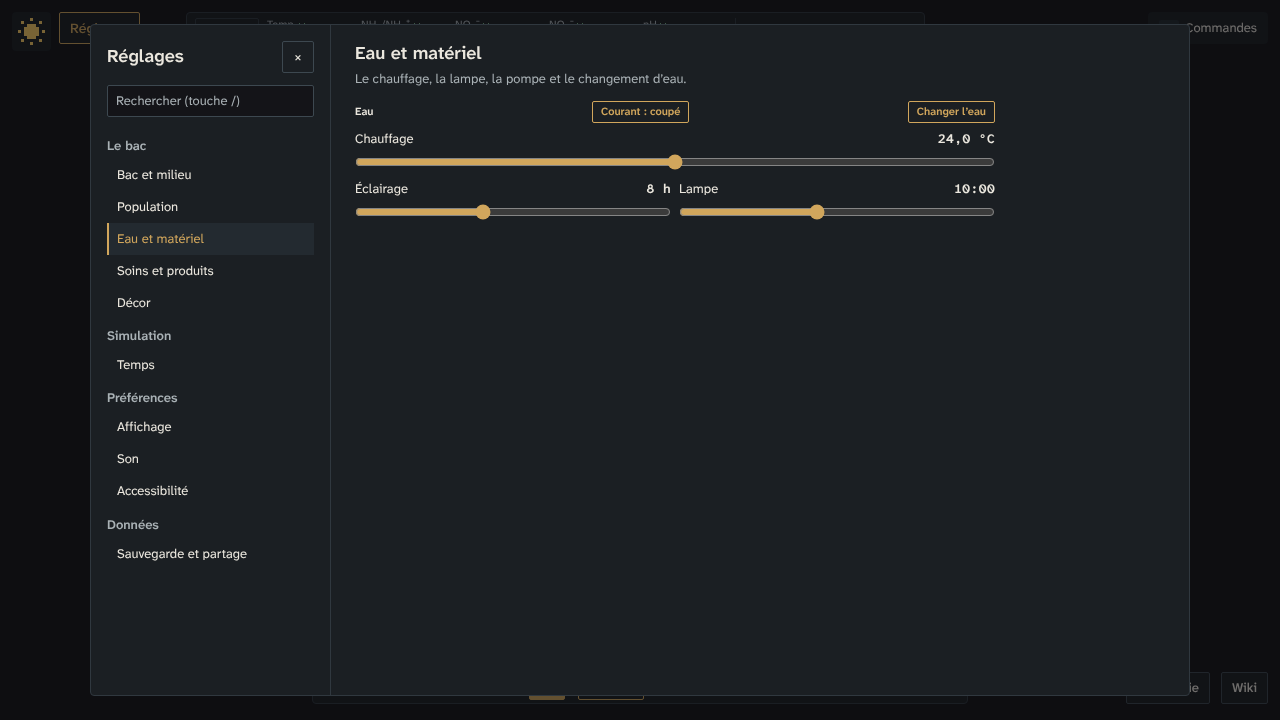 Réglages
×
Rechercher (touche /)
Le bac
Bac et milieu
Population
Eau et matériel
Soins et produits
Décor
Simulation
Temps
Préférences
Affichage
Son
Accessibilité
Données
Sauvegarde et partage
Eau et matériel
Le chauffage, la lampe, la pompe et le changement d'eau.
Eau
Courant : coupé
Changer l'eau
Chauffage 24,0 °C
Éclairage 8 h Lampe 10:00
Commandes
Wiki